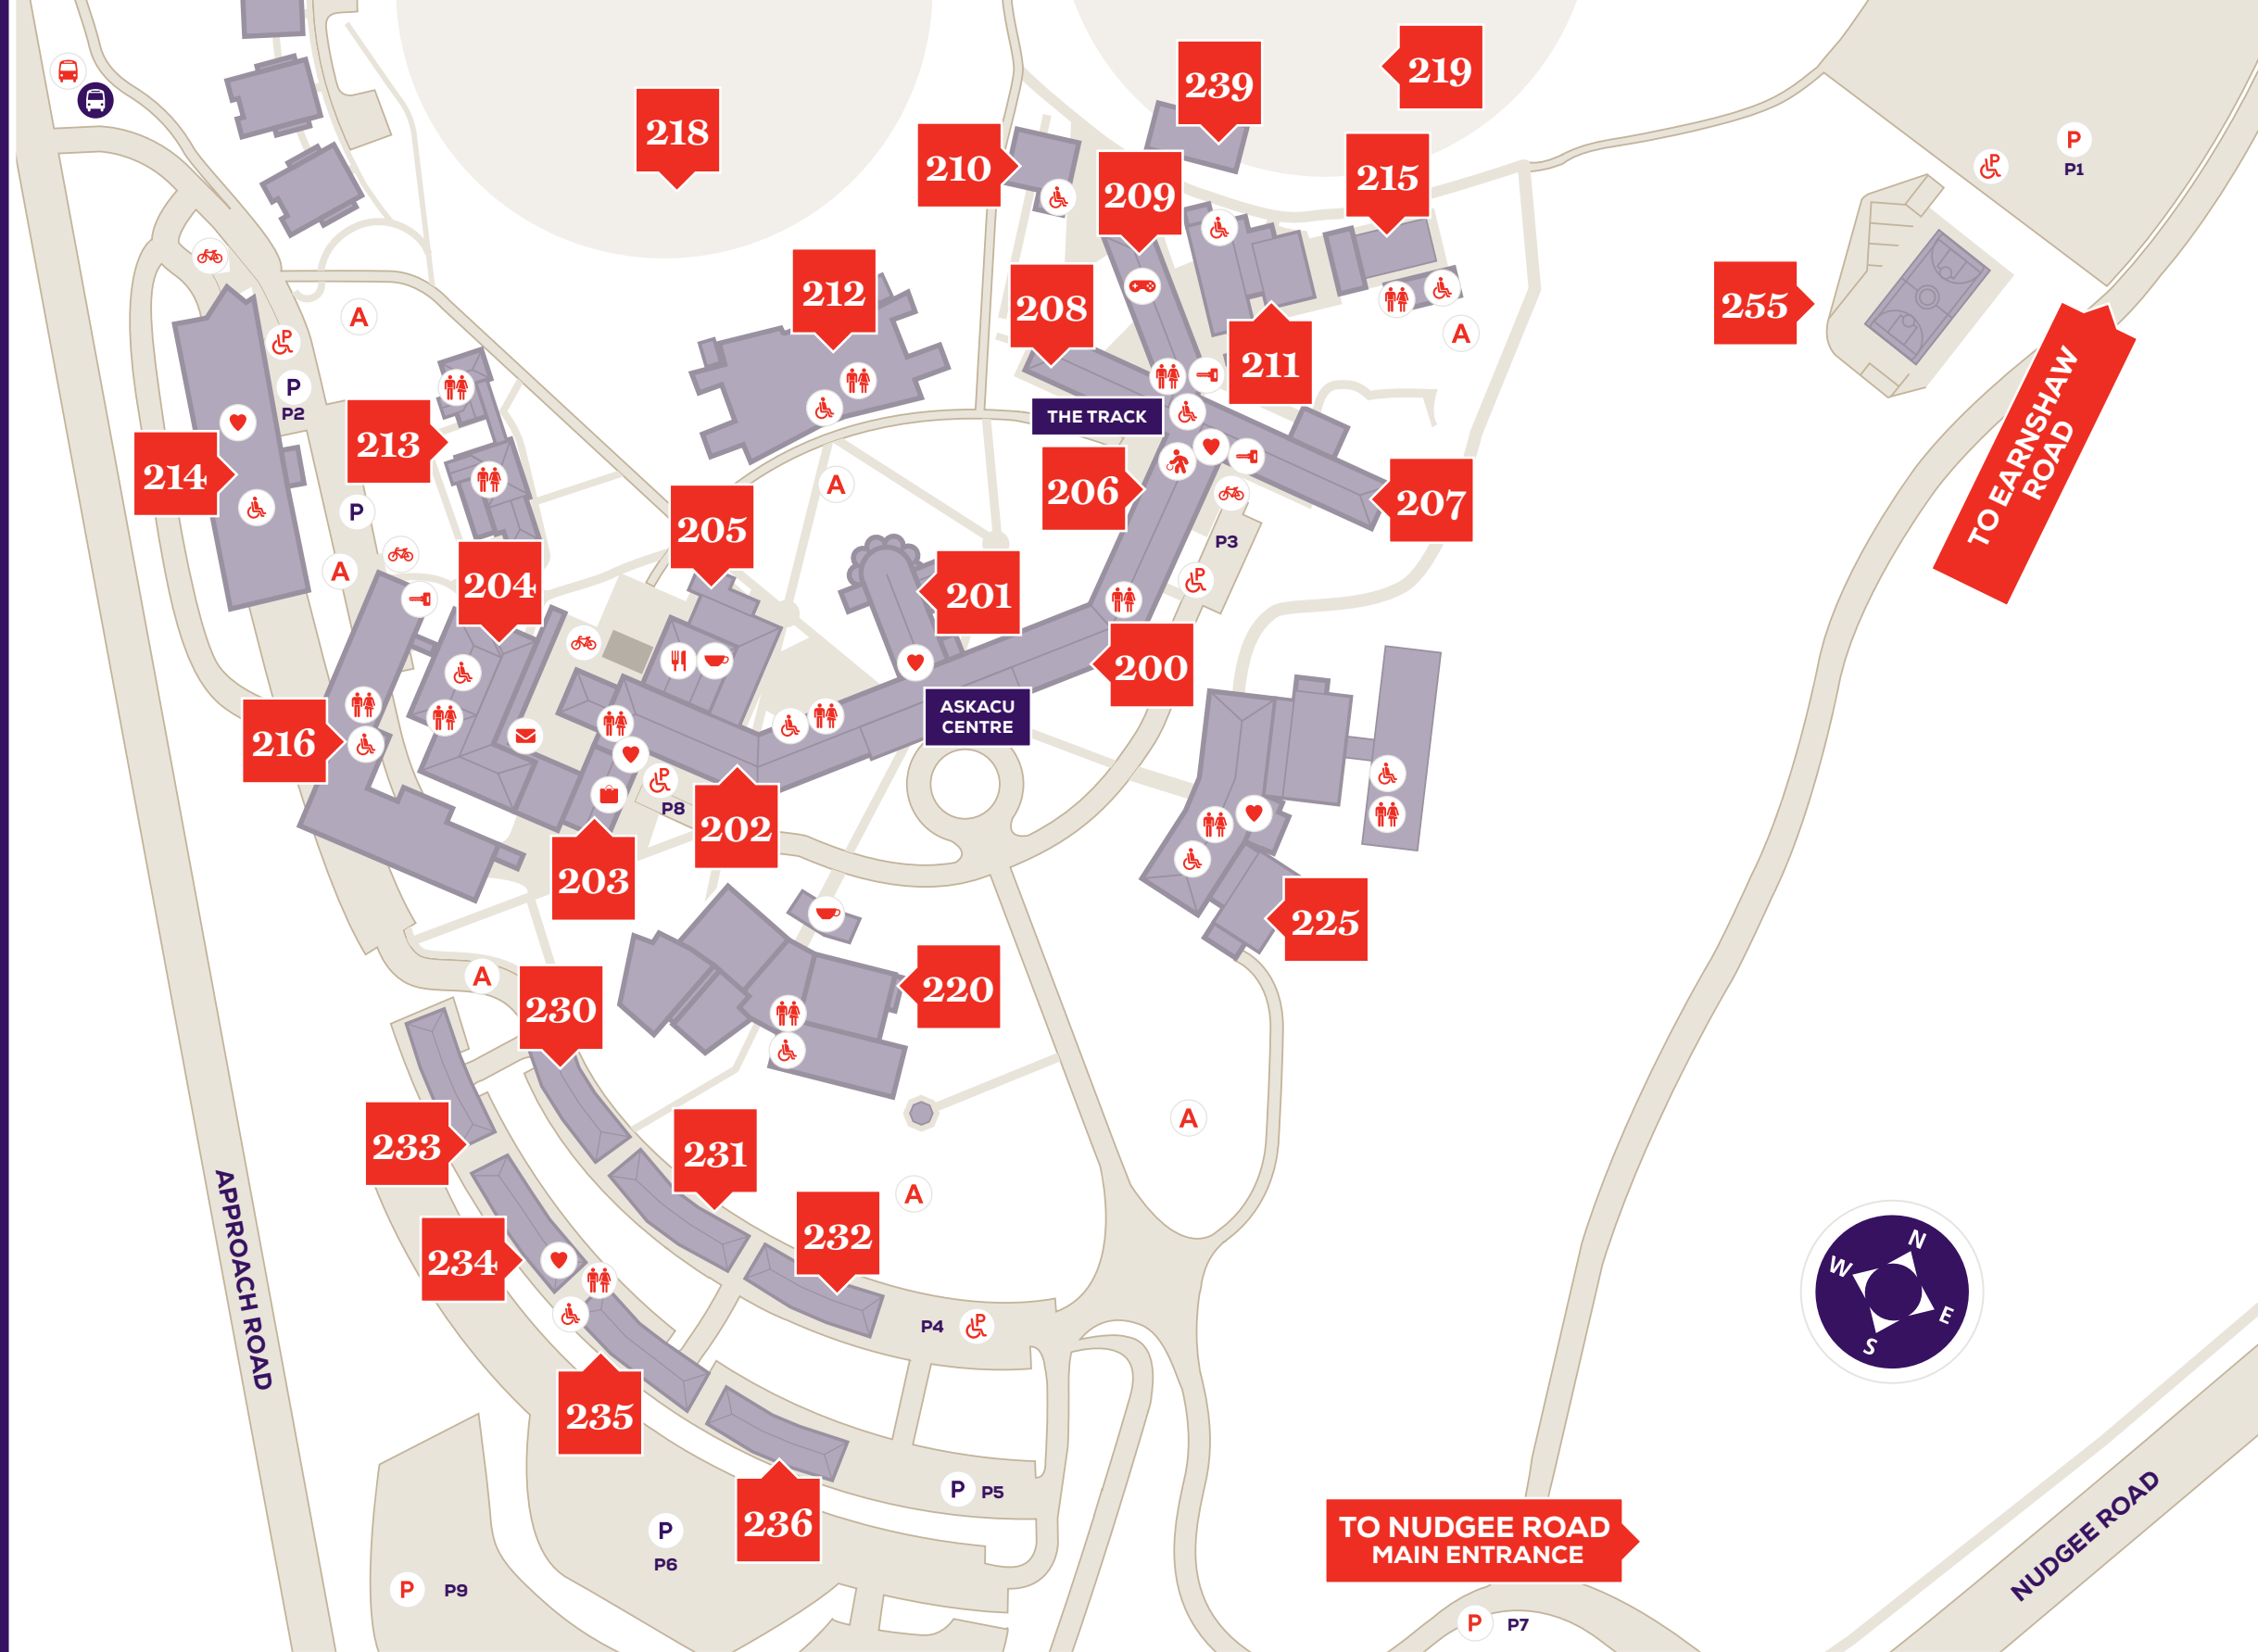 219
239
218
P
P1
P
210
215
209
212
208
255
A
P
A
211
P
P2
THE TRACK
TO EARNSHAW
ROAD
213
214
A
206
207
205
P
P3
A
204
P
201
200
216
ASKACU
CENTRE
P
P8
202
203
225
A
220
230
A
233
231
A
232
234
N
W
E
S
APPROACH ROAD
P4
P
235
P
P5
236
P
P6
TO NUDGEE ROAD
MAIN ENTRANCE
NUDGEE ROAD
P
P9
P
P7